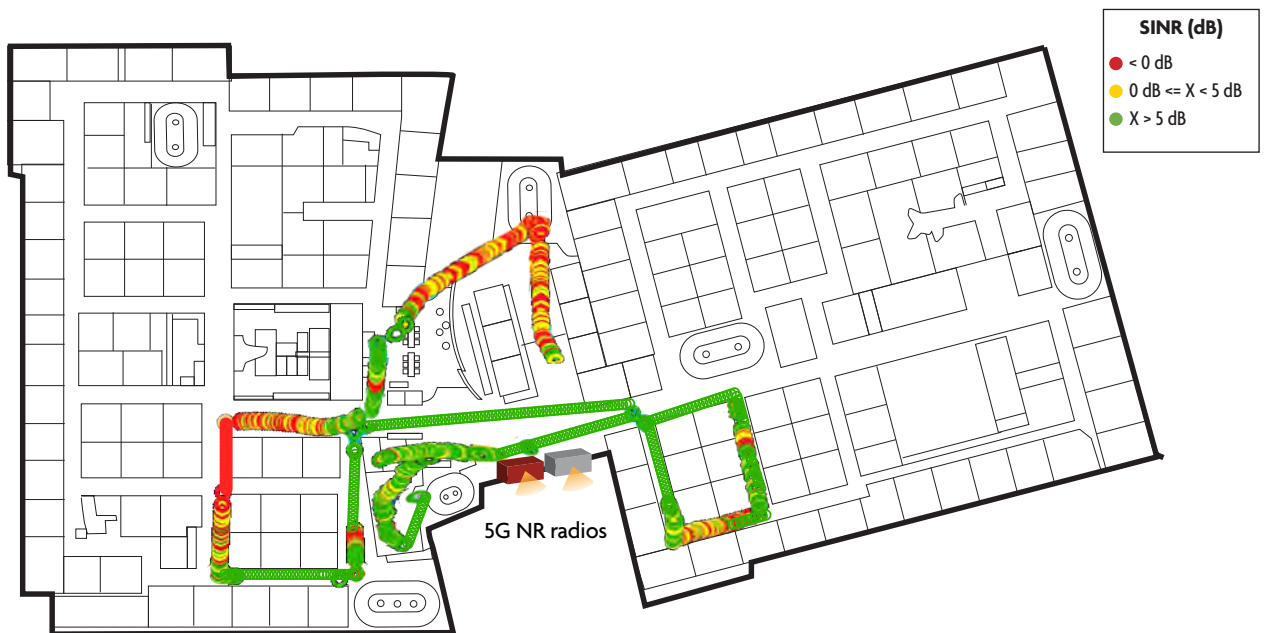 SINR (dB)
< 0 dB
0 dB <= X < 5 dB
X > 5 dB
5G NR radios